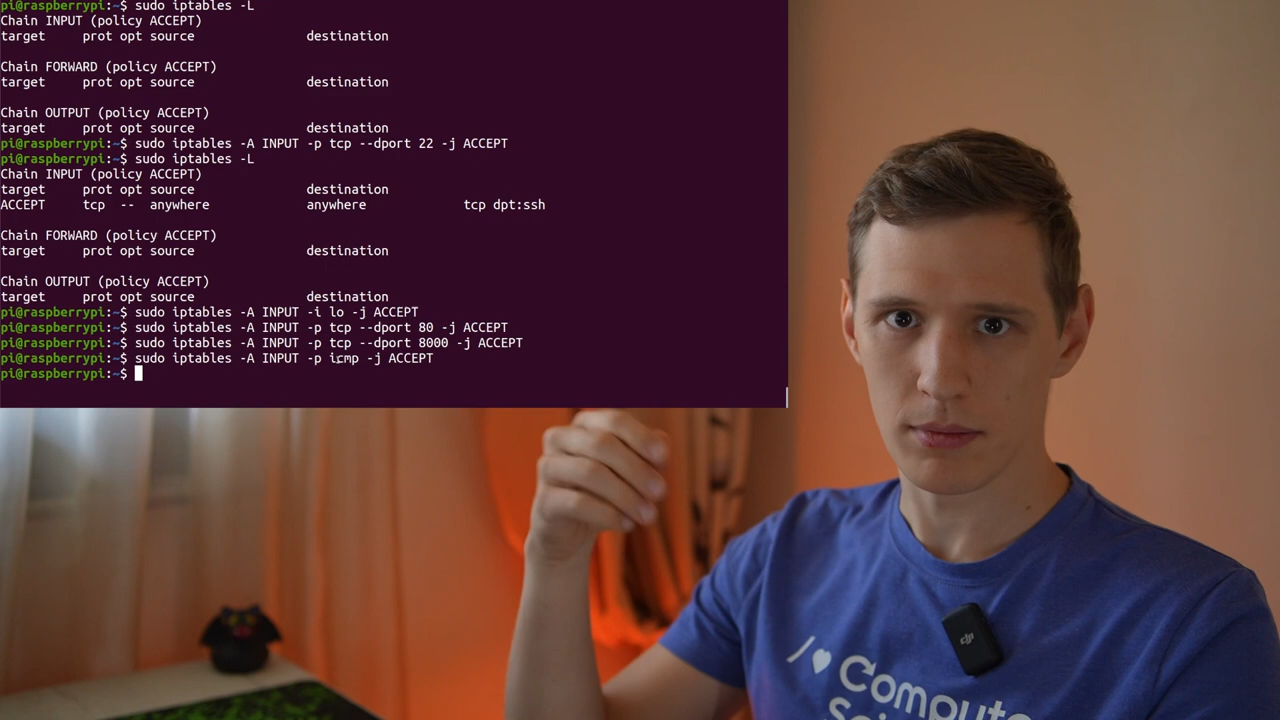 pi@raspberrypi:~$ sudo iptables -L
Chain INPUT (policy ACCEPT)
target     prot opt source               destination
Chain FORWARD (policy ACCEPT)
target     prot opt source               destination
Chain OUTPUT (policy ACCEPT)
target     prot opt source               destination
pi@raspberrypi:~$ sudo iptables -A INPUT -p tcp --dport 22 -j ACCEPT
pi@raspberrypi:~$ sudo iptables -L
Chain INPUT (policy ACCEPT)
target     prot opt source               destination
ACCEPT     tcp  --  anywhere             anywhere             tcp dpt:ssh
Chain FORWARD (policy ACCEPT)
target     prot opt source               destination
Chain OUTPUT (policy ACCEPT)
target     prot opt source               destination
pi@raspberrypi:~$ sudo iptables -A INPUT -i lo -j ACCEPT
pi@raspberrypi:~$ sudo iptables -A INPUT -p tcp --dport 80 -j ACCEPT
pi@raspberrypi:~$ sudo iptables -A INPUT -p tcp --dport 8000 -j ACCEPT
pi@raspberrypi:~$ sudo iptables -A INPUT -p icmp -j ACCEPT
pi@raspberrypi:~$
dji
I ♥ Compute